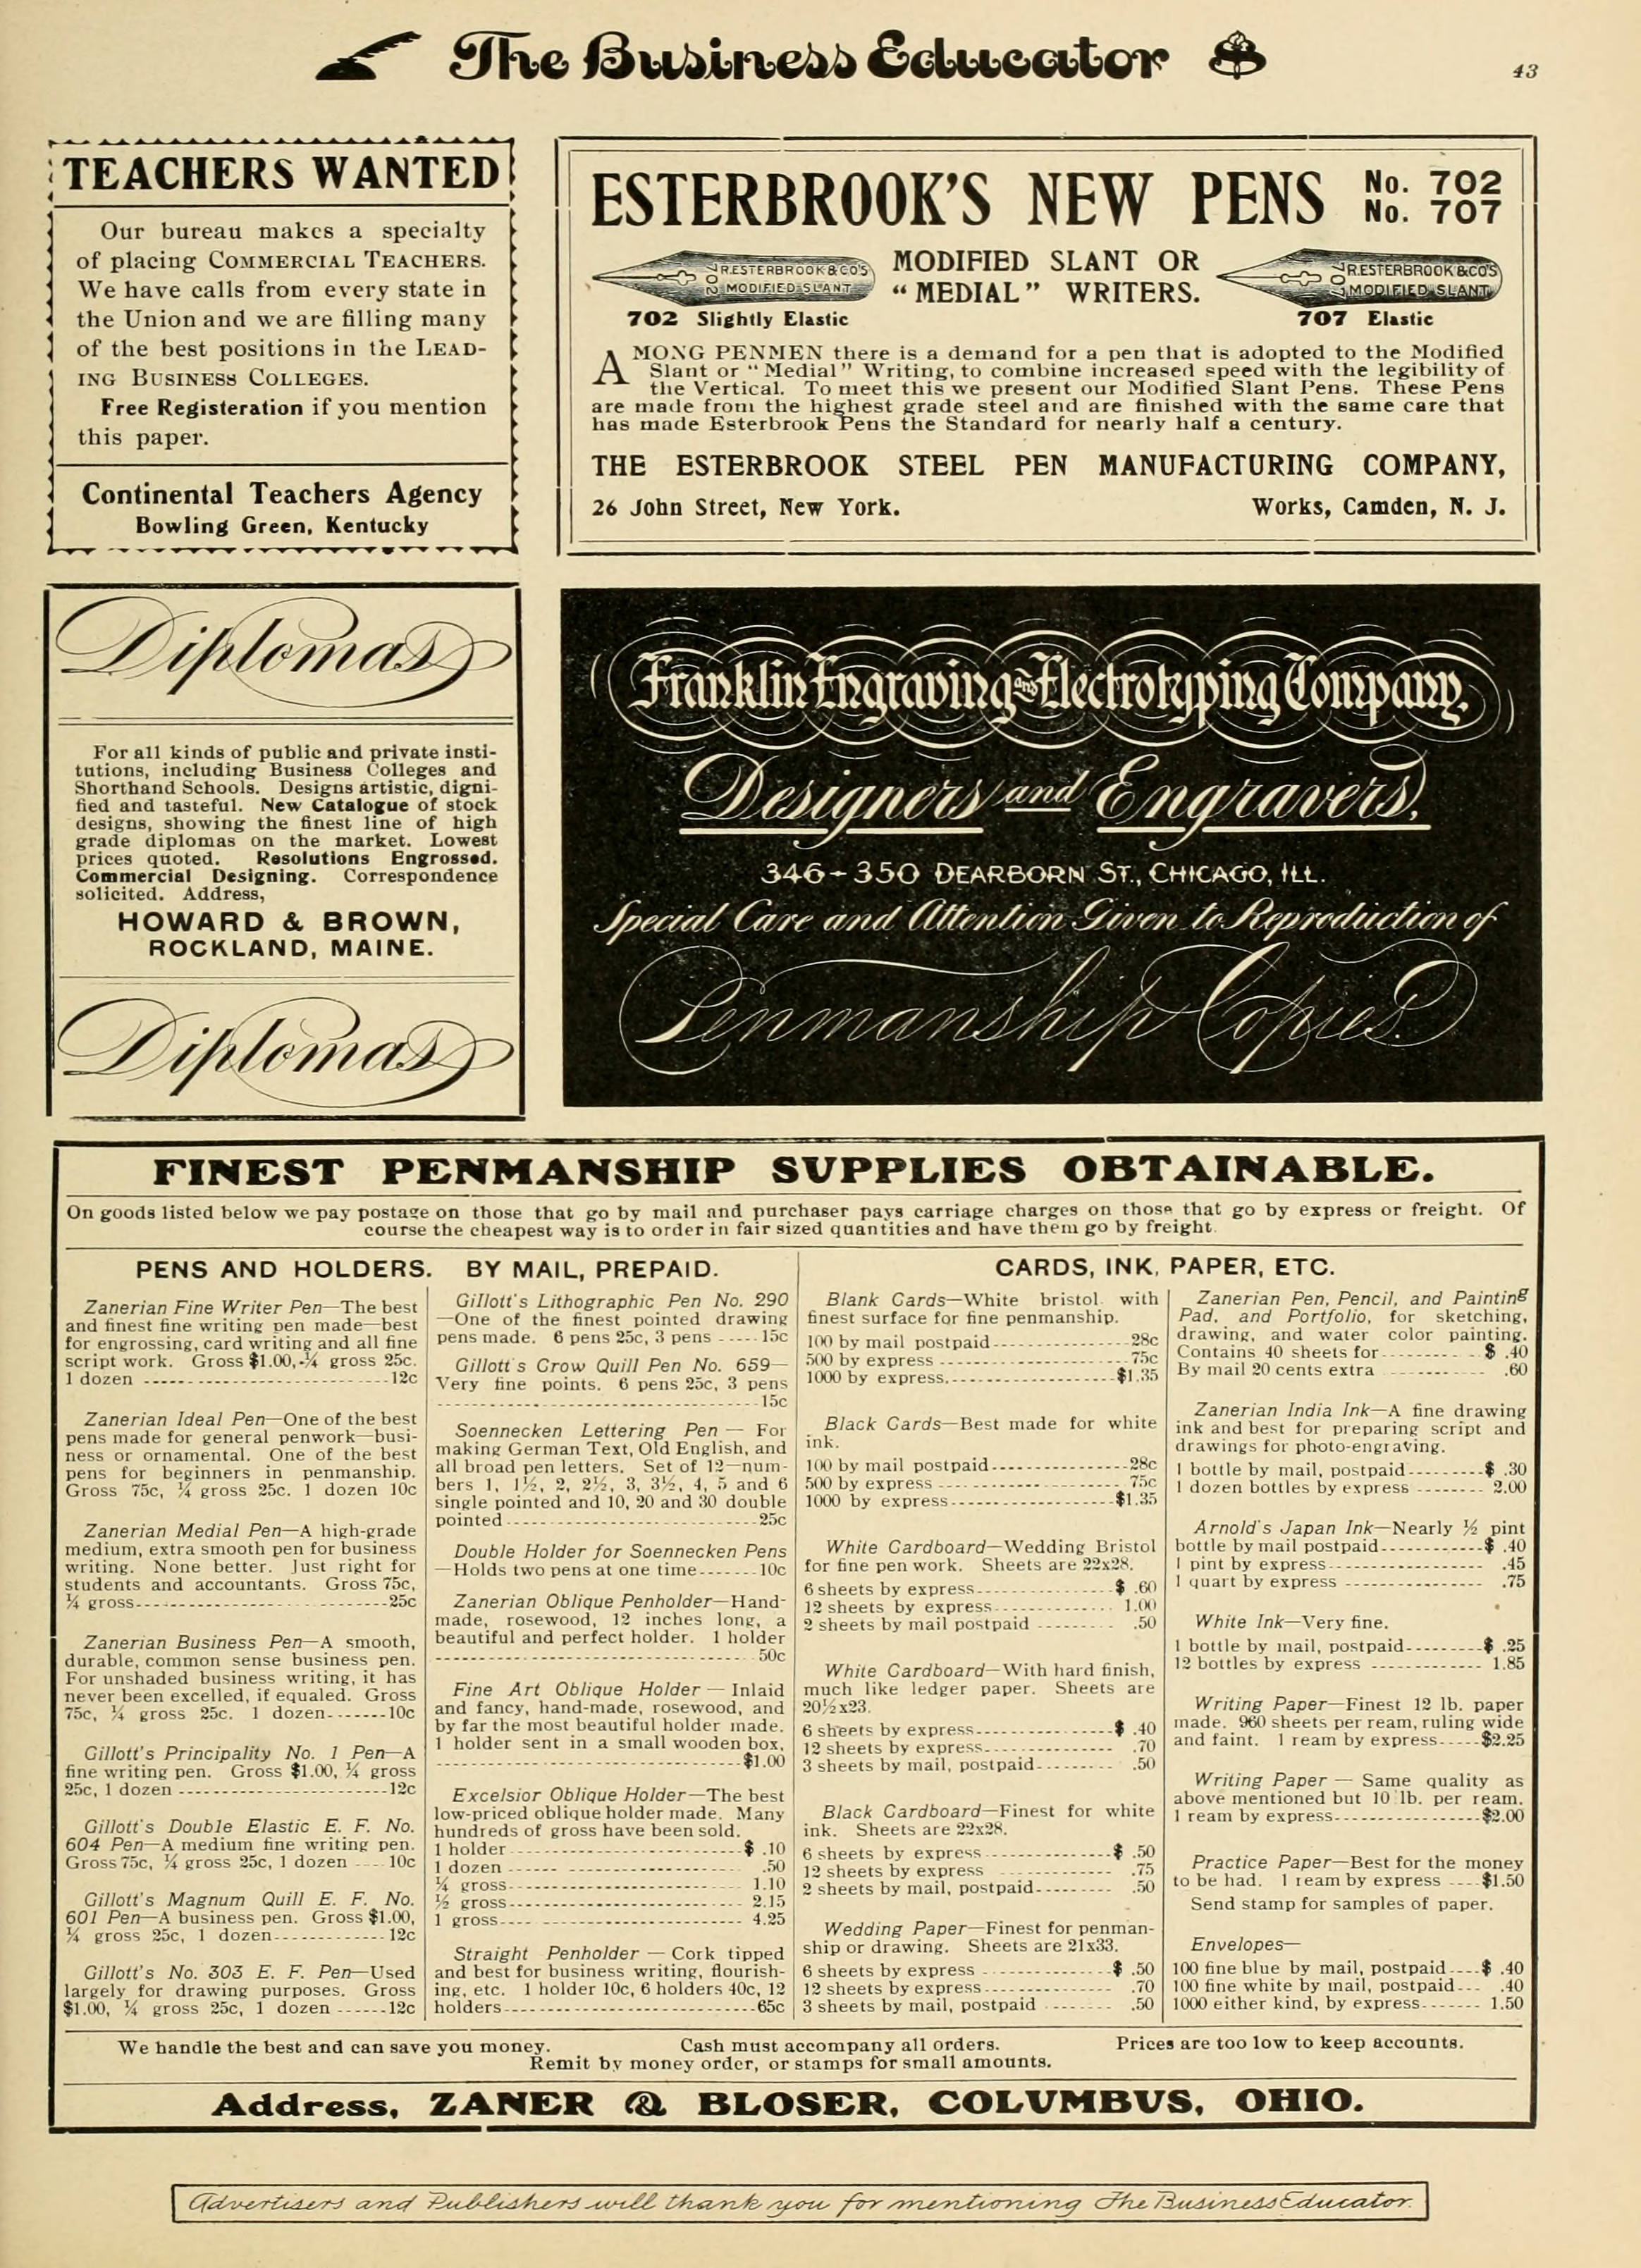 The Business Educator
43
TEACHERS WANTED
Our bureau makes a specialty
of placing COMMERCIAL TEACHERS.
We have calls from every state in
the Union and we are filling many
of the best positions in the LEAD-
ING BUSINESS COLLEGES.
Free Registeration if you mention
this paper.
Continental Teachers Agency
Bowling Green, Kentucky
ESTERBROOK'S NEW PENS
No. 702
No. 707
R.ESTERBROOK & CO'S
702
MODIFIED SLANT
MODIFIED SLANT OR
"MEDIAL" WRITERS.
R.ESTERBROOK & CO'S
707
MODIFIED SLANT
702 Slightly Elastic
707 Elastic
AMONG PENMEN there is a demand for a pen that is adopted to the Modified
Slant or "Medial" Writing, to combine increased speed with the legibility of
the Vertical. To meet this we present our Modified Slant Pens. These Pens
are made from the highest grade steel and are finished with the same care that
has made Esterbrook Pens the Standard for nearly half a century.
THE ESTERBROOK STEEL PEN MANUFACTURING COMPANY,
26 John Street, New York. Works, Camden, N. J.
Diplomas
For all kinds of public and private insti-
tutions, including Business Colleges and
Shorthand Schools. Designs artistic, digni-
fied and tasteful. New Catalogue of stock
designs, showing the finest line of high
grade diplomas on the market. Lowest
prices quoted. Resolutions Engrossed.
Commercial Designing. Correspondence
solicited. Address,
HOWARD & BROWN,
ROCKLAND, MAINE.
Diplomas
Franklin Engraving and Electrotyping Company.
Designers and Engravers.
346-350 DEARBORN ST., CHICAGO, ILL.
Special Care and Attention Given to Reproduction of
Penmanship Copies.
FINEST PENMANSHIP SUPPLIES OBTAINABLE.
On goods listed below we pay postage on those that go by mail and purchaser pays carriage charges on those that go by express or freight. Of
course the cheapest way is to order in fair sized quantities and have them go by freight.
PENS AND HOLDERS. BY MAIL, PREPAID.
Zanerian Fine Writer Pen—The best
and finest fine writing pen made—best
for engrossing, card writing and all fine
script work. Gross $1.00, ¼ gross 25c.
1 dozen 12c
Zanerian Ideal Pen—One of the best
pens made for general penwork—busi-
ness or ornamental. One of the best
pens for beginners in penmanship.
Gross 75c, ¼ gross 25c. 1 dozen 10c
Zanerian Medial Pen—A high-grade
medium, extra smooth pen for business
writing. None better. Just right for
students and accountants. Gross 75c,
¼ gross 25c
Zanerian Business Pen—A smooth,
durable, common sense business pen.
For unshaded business writing, it has
never been excelled, if equaled. Gross
75c, ¼ gross 25c. 1 dozen 10c
Gillott's Principality No. 1 Pen—A
fine writing pen. Gross $1.00, ¼ gross
25c, 1 dozen 12c
Gillott's Double Elastic E. F. No.
604 Pen—A medium fine writing pen.
Gross 75c, ¼ gross 25c, 1 dozen 10c
Gillott's Magnum Quill E. F. No.
601 Pen—A business pen. Gross $1.00,
¼ gross 25c, 1 dozen 12c
Gillott's No. 303 E. F. Pen—Used
largely for drawing purposes. Gross
$1.00, ¼ gross 25c, 1 dozen 12c
Gillott's Lithographic Pen No. 290
—One of the finest pointed drawing
pens made. 6 pens 25c, 3 pens 15c
Gillott's Crow Quill Pen No. 659—
Very fine points. 6 pens 25c, 3 pens
15c
Soennecken Lettering Pen — For
making German Text, Old English, and
all broad pen letters. Set of 12—num-
bers 1, 1½, 2, 2½, 3, 3½, 4, 5 and 6
single pointed and 10, 20 and 30 double
pointed 25c
Double Holder for Soennecken Pens
—Holds two pens at one time 10c
Zanerian Oblique Penholder—Hand-
made, rosewood, 12 inches long, a
beautiful and perfect holder. 1 holder
50c
Fine Art Oblique Holder — Inlaid
and fancy, hand-made, rosewood, and
by far the most beautiful holder made.
1 holder sent in a small wooden box,
$1.00
Excelsior Oblique Holder—The best
low-priced oblique holder made. Many
hundreds of gross have been sold.
1 holder $ .10
1 dozen .50
¼ gross 1.10
½ gross 2.15
1 gross 4.25
Straight Penholder — Cork tipped
and best for business writing, flourish-
ing, etc. 1 holder 10c, 6 holders 40c, 12
holders 65c
CARDS, INK, PAPER, ETC.
Blank Cards—White bristol with
finest surface for fine penmanship.
100 by mail postpaid 28c
500 by express 75c
1000 by express $1.35
Black Cards—Best made for white
ink.
100 by mail postpaid 28c
500 by express 75c
1000 by express $1.35
White Cardboard—Wedding Bristol
for fine pen work. Sheets are 22x28.
6 sheets by express $ .60
12 sheets by express 1.00
2 sheets by mail postpaid .50
White Cardboard—With hard finish,
much like ledger paper. Sheets are
20½x23.
6 sheets by express $ .40
12 sheets by express .70
3 sheets by mail, postpaid .50
Black Cardboard—Finest for white
ink. Sheets are 22x28.
6 sheets by express $ .50
12 sheets by express .75
2 sheets by mail, postpaid .50
Wedding Paper—Finest for penman-
ship or drawing. Sheets are 21x33.
6 sheets by express $ .50
12 sheets by express .70
3 sheets by mail, postpaid .50
Zanerian Pen, Pencil, and Painting
Pad, and Portfolio, for sketching,
drawing, and water color painting.
Contains 40 sheets for $ .40
By mail 20 cents extra .60
Zanerian India Ink—A fine drawing
ink and best for preparing script and
drawings for photo-engraving.
1 bottle by mail, postpaid $ .30
1 dozen bottles by express 2.00
Arnold's Japan Ink—Nearly ½ pint
bottle by mail postpaid $ .40
1 pint by express .45
1 quart by express .75
White Ink—Very fine.
1 bottle by mail, postpaid $ .25
12 bottles by express 1.85
Writing Paper—Finest 12 lb. paper
made. 960 sheets per ream, ruling wide
and faint. 1 ream by express $2.25
Writing Paper — Same quality as
above mentioned but 10 lb. per ream.
1 ream by express $2.00
Practice Paper—Best for the money
to be had. 1 ream by express $1.50
Send stamp for samples of paper.
Envelopes—
100 fine blue by mail, postpaid $ .40
100 fine white by mail, postpaid .40
1000 either kind, by express 1.50
We handle the best and can save you money. Cash must accompany all orders. Prices are too low to keep accounts.
Remit by money order, or stamps for small amounts.
Address, ZANER & BLOSER, COLUMBUS, OHIO.
Advertisers and Publishers will thank you for mentioning The Business Educator.